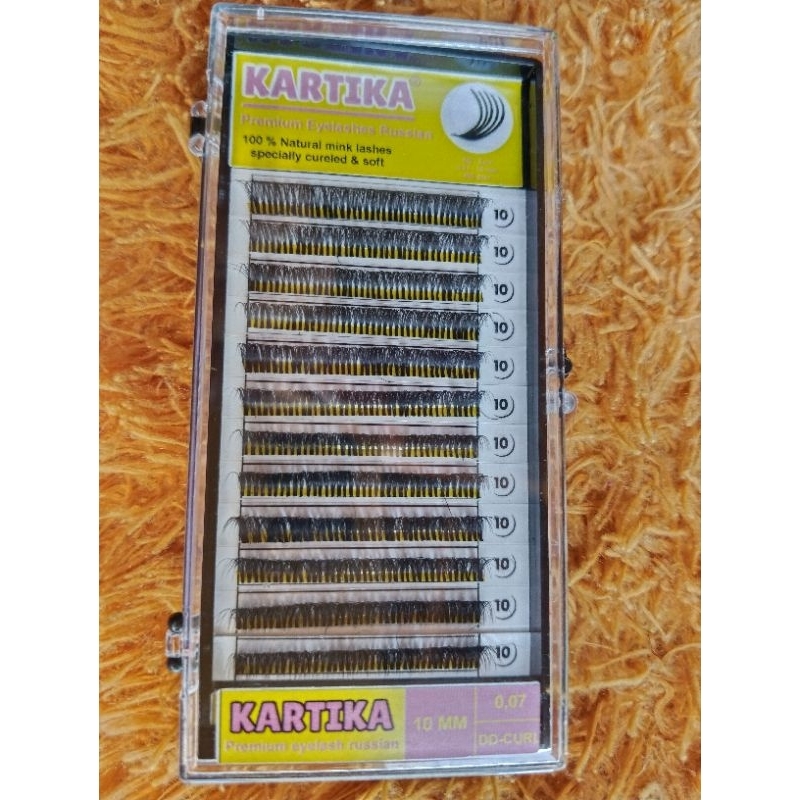 KARTIKA®
Premium Eyelashes Russian
100 % Natural mink lashes
specially cureled & soft
10
10
10
10
10
10
10
10
10
10
10
10
KARTIKA
Premium eyelash russian
10 MM
0,07
DD-CURL